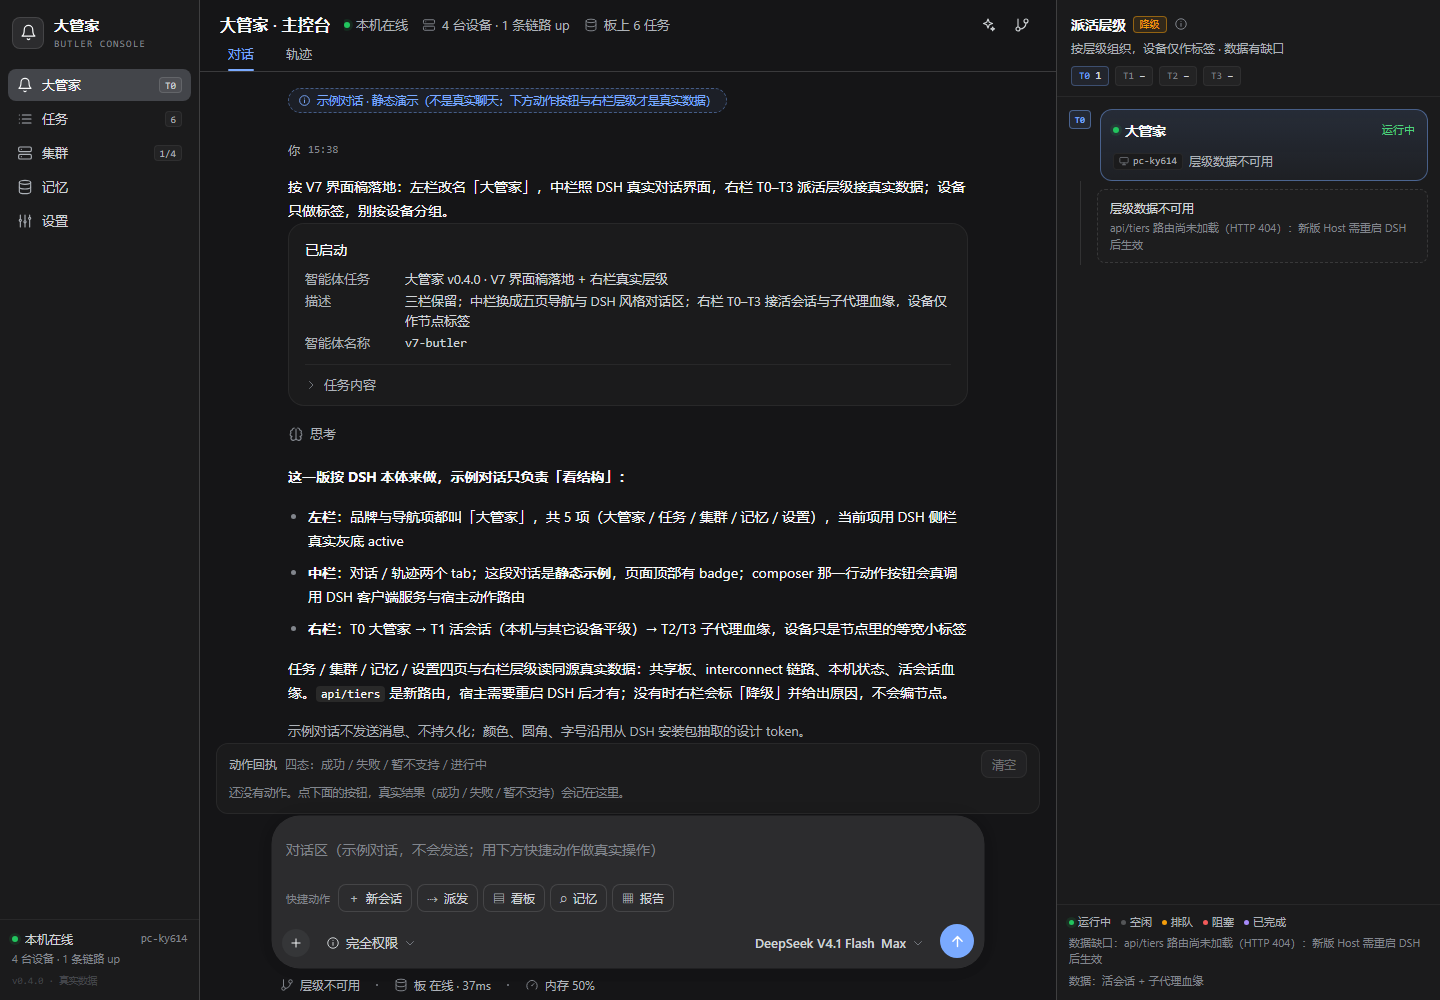 大管家
BUTLER CONSOLE
大管家 T0
任务 6
集群 1/4
记忆
设置
本机在线 pc-ky614
4 台设备 · 1 条链路 up
v0.4.0 · 真实数据
大管家 · 主控台 本机在线 4 台设备 · 1 条链路 up 板上 6 任务
对话 轨迹
示例对话 · 静态演示（不是真实聊天；下方动作按钮与右栏层级才是真实数据）
你 15:38
按 V7 界面稿落地：左栏改名「大管家」，中栏照 DSH 真实对话界面，右栏 T0–T3 派活层级接真实数据；设备
只做标签，别按设备分组。
已启动
智能体任务 大管家 v0.4.0 · V7 界面稿落地 + 右栏真实层级
描述 三栏保留；中栏换成五页导航与 DSH 风格对话区；右栏 T0–T3 接活会话与子代理血缘，设备仅
作节点标签
智能体名称 v7-butler
任务内容
思考
这一版按 DSH 本体来做，示例对话只负责「看结构」：
左栏：品牌与导航项都叫「大管家」，共 5 项（大管家 / 任务 / 集群 / 记忆 / 设置），当前项用 DSH 侧栏
真实灰底 active
中栏：对话 / 轨迹两个 tab；这段对话是静态示例，页面顶部有 badge；composer 那一行动作按钮会真调
用 DSH 客户端服务与宿主动作路由
右栏：T0 大管家 → T1 活会话（本机与其它设备平级）→ T2/T3 子代理血缘，设备只是节点里的等宽小标签
任务 / 集群 / 记忆 / 设置四页与右栏层级读同源真实数据：共享板、interconnect 链路、本机状态、活会话血
缘。 api/tiers 是新路由，宿主需要重启 DSH 后才有；没有时右栏会标「降级」并给出原因，不会编节点。
示例对话不发送消息、不持久化；颜色、圆角、字号沿用从 DSH 安装包抽取的设计 token。
动作回执 四态：成功 / 失败 / 暂不支持 / 进行中 清空
还没有动作。点下面的按钮，真实结果（成功 / 失败 / 暂不支持）会记在这里。
对话区（示例对话，不会发送；用下方快捷动作做真实操作）
快捷动作 + 新会话 派发 看板 记忆 报告
+ 完全权限 DeepSeek V4.1 Flash Max
层级不可用 · 板 在线 · 37ms · 内存 50%
派活层级 降级
按层级组织，设备仅作标签 · 数据有缺口
T0 1 T1 – T2 – T3 –
T0 大管家 运行中
pc-ky614 层级数据不可用
层级数据不可用
api/tiers 路由尚未加载（HTTP 404）：新版 Host 需重启 DSH
后生效
运行中 空闲 排队 阻塞 已完成
数据缺口：api/tiers 路由尚未加载（HTTP 404）：新版 Host 需重启 DSH
后生效
数据：活会话 + 子代理血缘